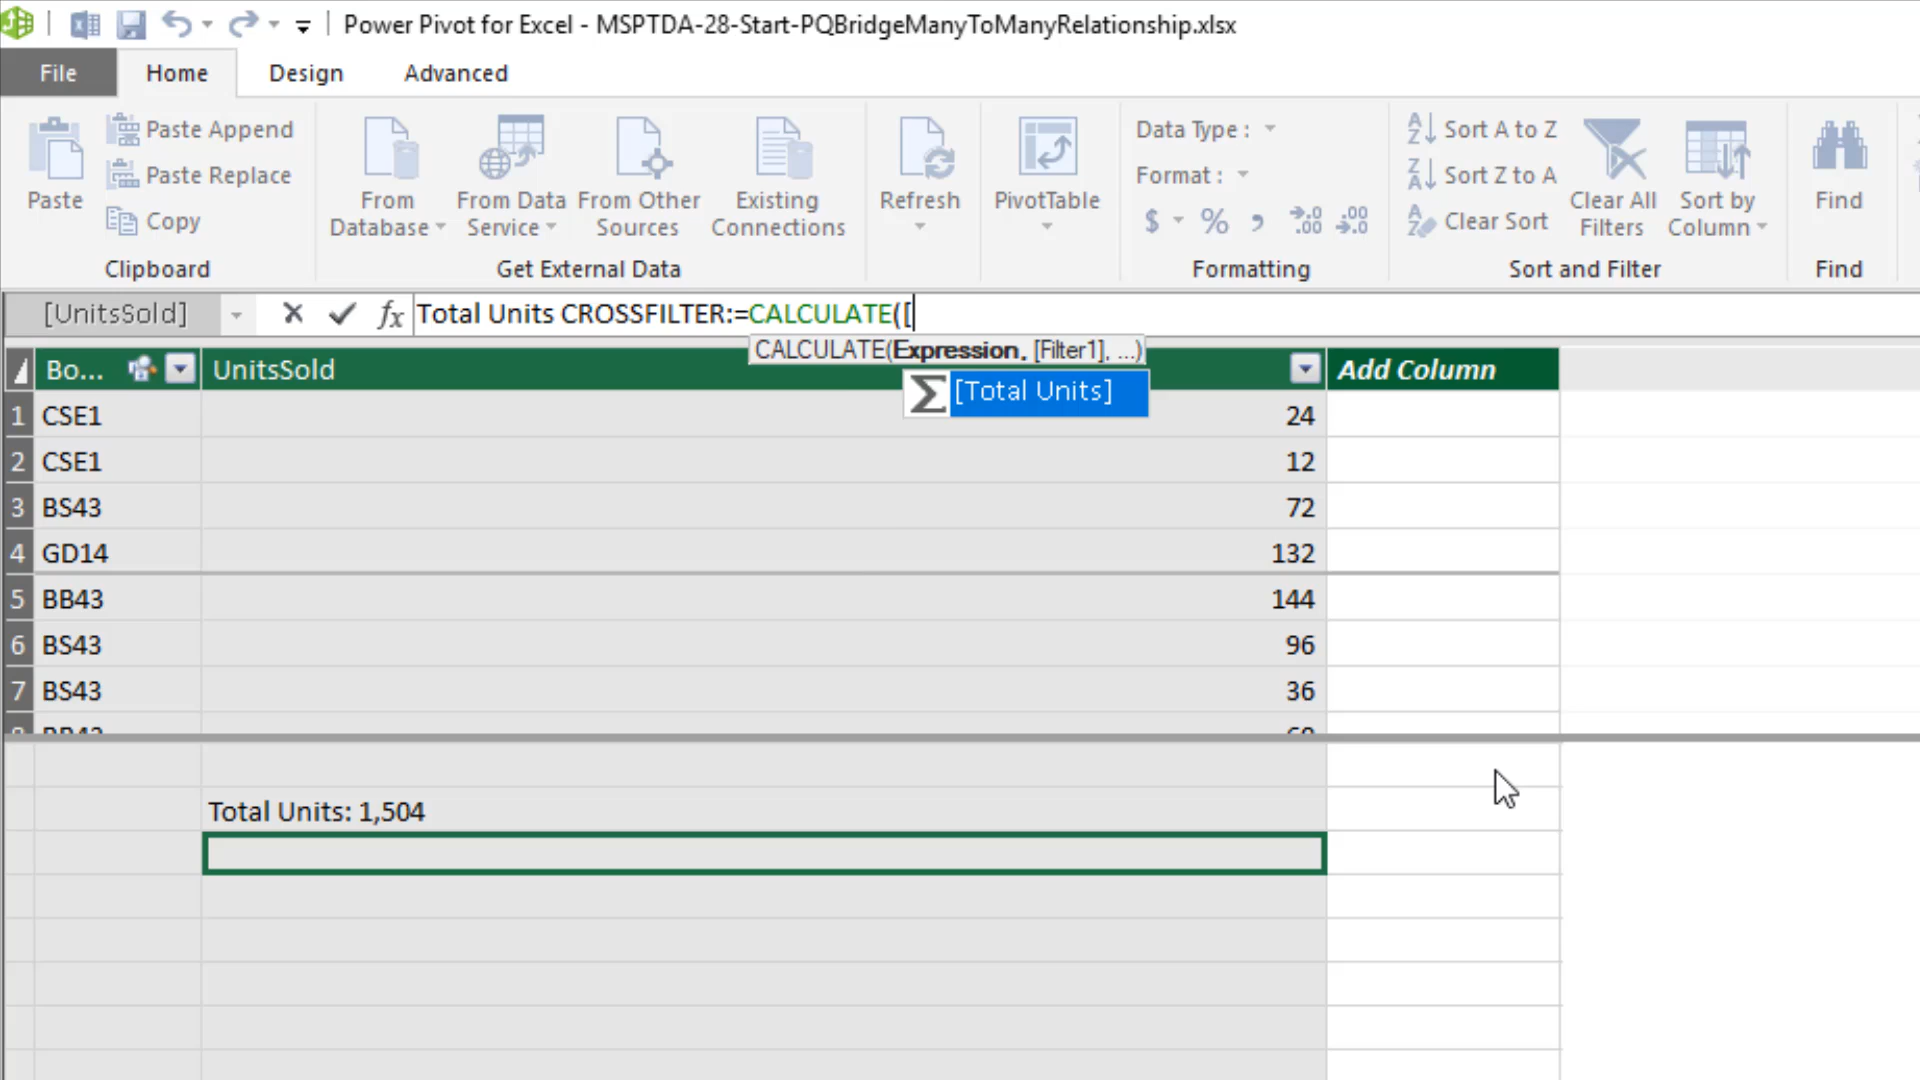 Power Pivot for Excel - MSPTDA-28-Start-PQBridgeManyToManyRelationship.xlsx
File Home Design Advanced
Paste
Paste Append
Paste Replace
Copy
Clipboard
From Database
From Data Service
From Other Sources
Existing Connections
Get External Data
Refresh
PivotTable
Data Type :
Format :
$ % ,
Formatting
Sort A to Z
Sort Z to A
Clear Sort
Clear All Filters
Sort by Column
Sort and Filter
Find
Find
[UnitsSold] fx Total Units CROSSFILTER:=CALCULATE([
CALCULATE(Expression, [Filter1], ...)
[Total Units]
Bo... UnitsSold Add Column
1 CSE1 24
2 CSE1 12
3 BS43 72
4 GD14 132
5 BB43 144
6 BS43 96
7 BS43 36
Total Units: 1,504